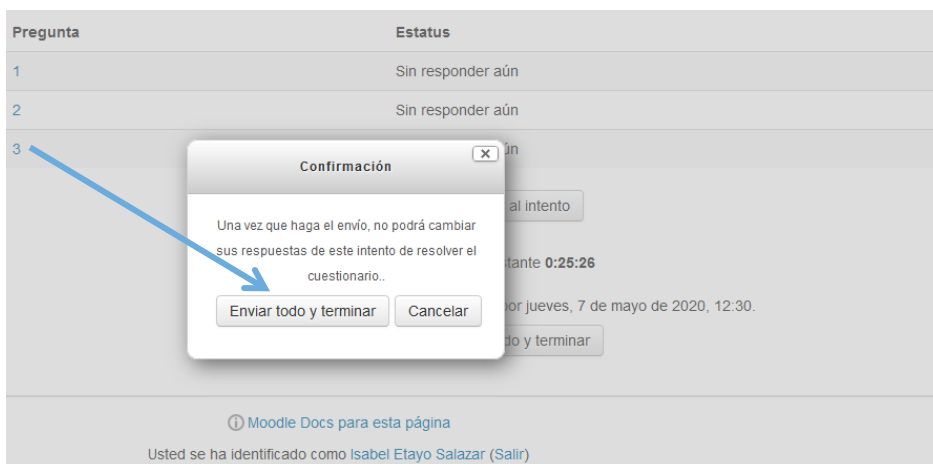 Pregunta Estatus
1 Sin responder aún
2 Sin responder aún
3 ún
Confirmación
Una vez que haga el envío, no podrá cambiar
sus respuestas de este intento de resolver el
cuestionario..
Enviar todo y terminar Cancelar
al intento
tante 0:25:26
por jueves, 7 de mayo de 2020, 12:30.
do y terminar
Moodle Docs para esta página
Usted se ha identificado como Isabel Etayo Salazar (Salir)